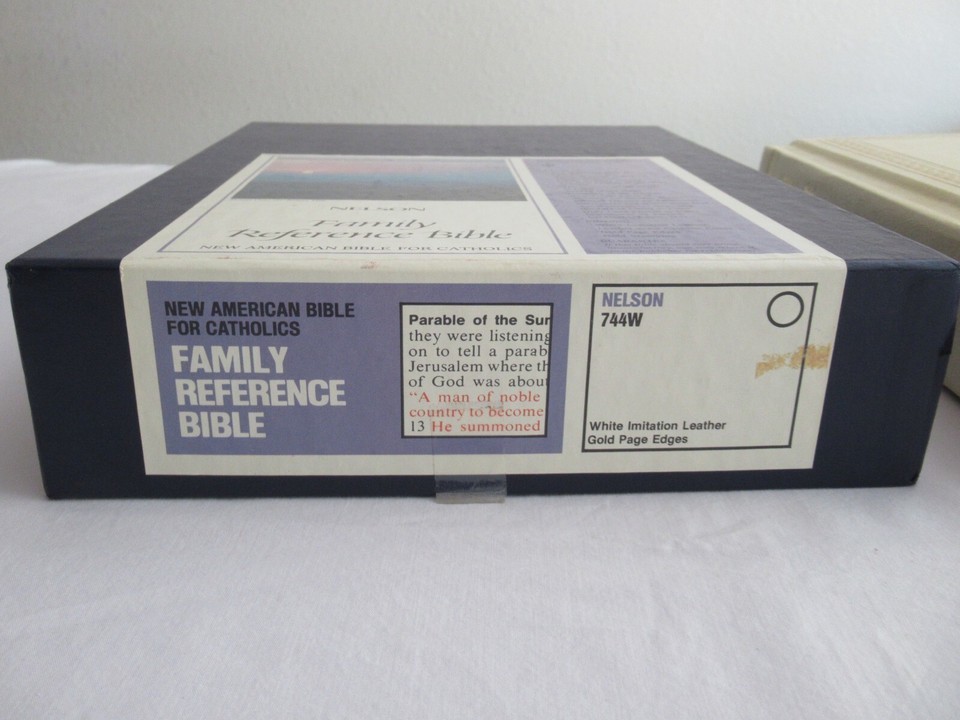 NELSON
Family
Reference Bible
NEW AMERICAN BIBLE FOR CATHOLICS
NEW AMERICAN BIBLE
FOR CATHOLICS
FAMILY
REFERENCE
BIBLE
Parable of the Sur
they were listening
on to tell a parab
Jerusalem where th
of God was about
“A man of noble
country to become
13 He summoned
NELSON
744W
White Imitation Leather
Gold Page Edges